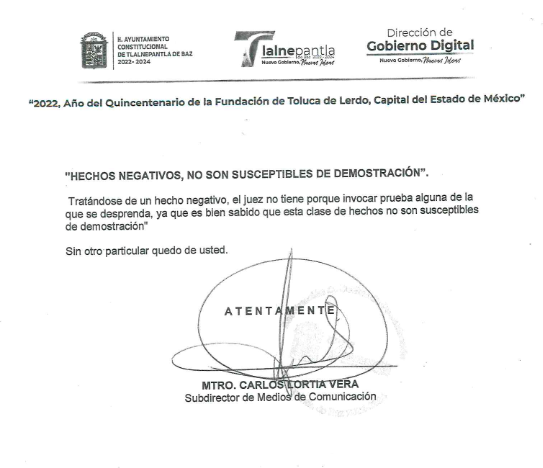 H. AYUNTAMIENTO
CONSTITUCIONAL
DE TLALNEPANTLA DE BAZ
2022- 2024
Tlalnepantla
Nuevo Gobierno, Nuevas Ideas
Dirección de
Gobierno Digital
Nuevo Gobierno, Nuevas Ideas
“2022, Año del Quincentenario de la Fundación de Toluca de Lerdo, Capital del Estado de México”
"HECHOS NEGATIVOS, NO SON SUSCEPTIBLES DE DEMOSTRACIÓN".
Tratándose de un hecho negativo, el juez no tiene porque invocar prueba alguna de la
que se desprenda, ya que es bien sabido que esta clase de hechos no son susceptibles
de demostración"
Sin otro particular quedo de usted.
ATENTAMENTE
MTRO. CARLOS LORTIA VERA
Subdirector de Medios de Comunicación